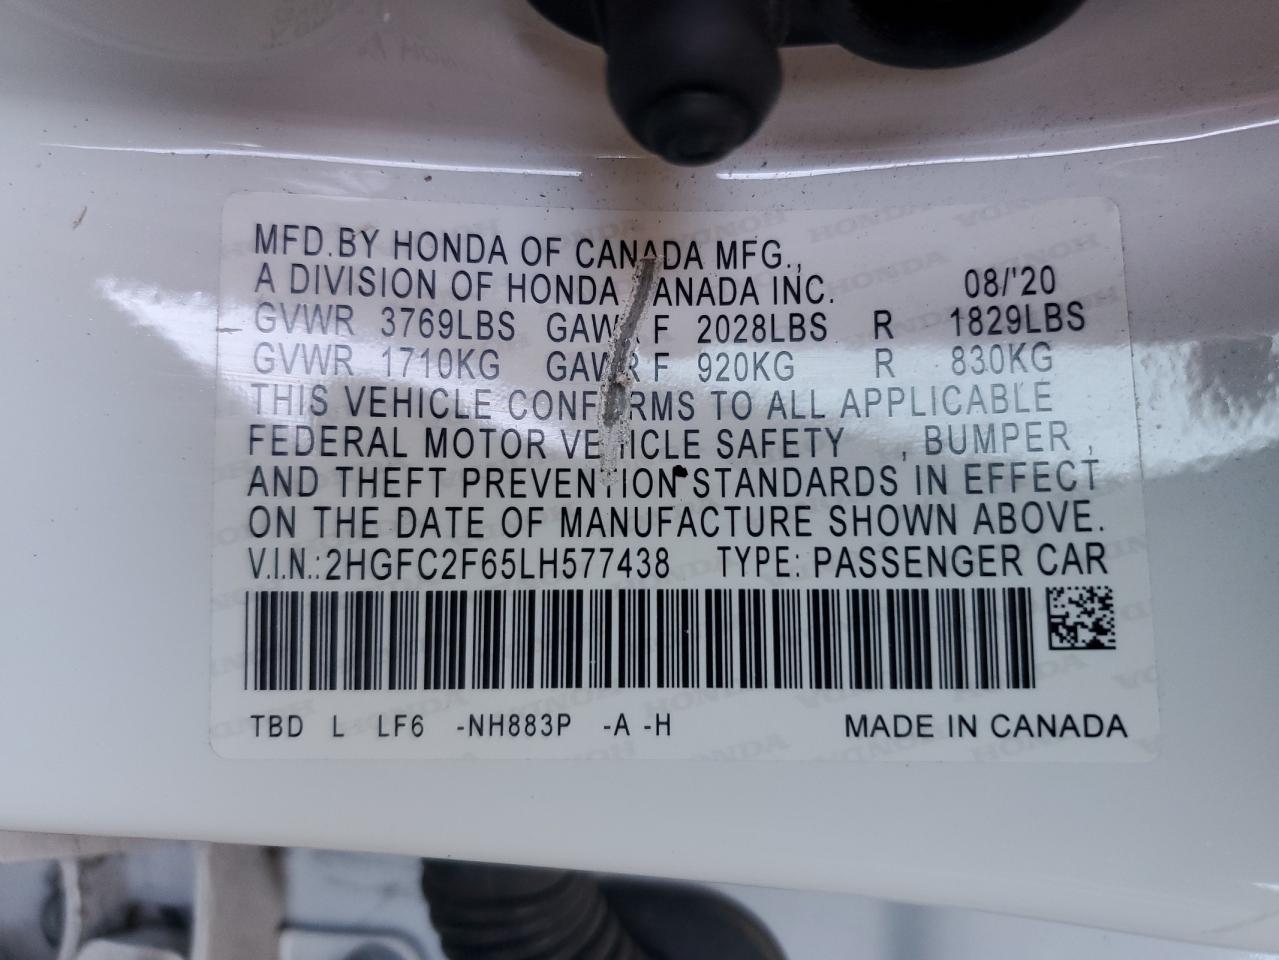 MFD.BY HONDA OF CANADA MFG.,
A DIVISION OF HONDA CANADA INC. 08/'20
GVWR 3769LBS GAWR F 2028LBS R 1829LBS
GVWR 1710KG GAWR F 920KG R 830KG
THIS VEHICLE CONFORMS TO ALL APPLICABLE
FEDERAL MOTOR VEHICLE SAFETY , BUMPER ,
AND THEFT PREVENTION STANDARDS IN EFFECT
ON THE DATE OF MANUFACTURE SHOWN ABOVE.
V.I.N.:2HGFC2F65LH577438 TYPE: PASSENGER CAR
TBD L LF6 -NH883P -A -H MADE IN CANADA